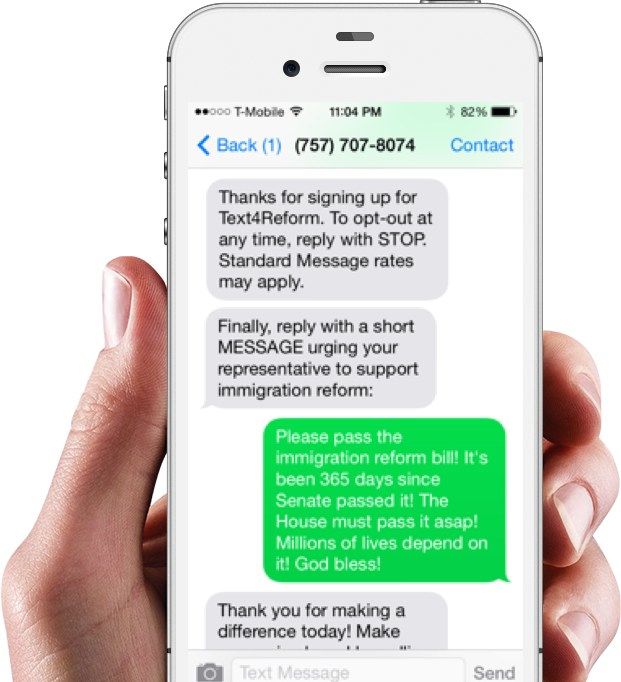 T-Mobile 11:04 PM 82%
Back (1) (757) 707-8074 Contact
Thanks for signing up for
Text4Reform. To opt-out at
any time, reply with STOP.
Standard Message rates
may apply.
Finally, reply with a short
MESSAGE urging your
representative to support
immigration reform:
Please pass the
immigration reform bill! It's
been 365 days since
Senate passed it! The
House must pass it asap!
Millions of lives depend on
it! God bless!
Thank you for making a
difference today! Make
Text Message Send